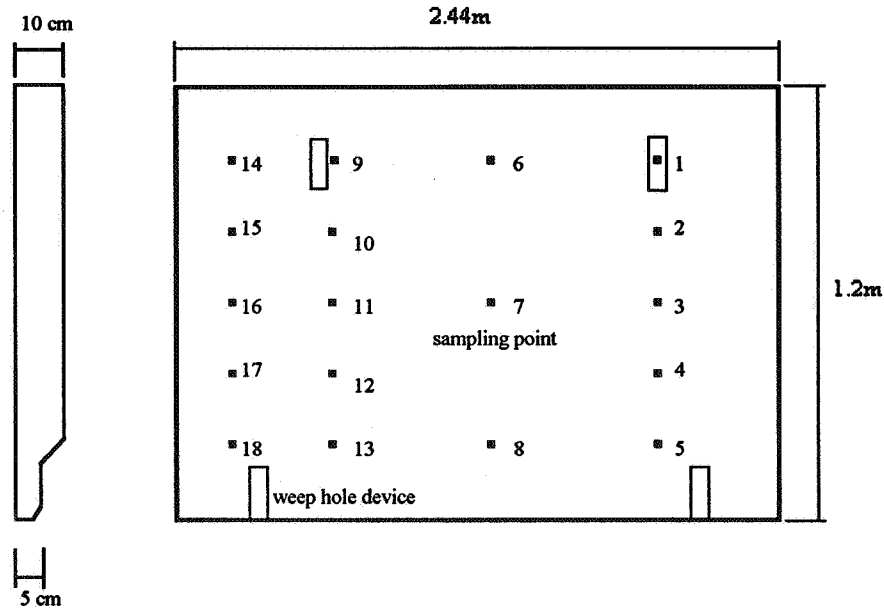 10 cm
2.44m
14 9 6 1
15 10 2
16 11 7 3
1.2m
sampling point
17 12 4
18 13 8 5
weep hole device
5 cm